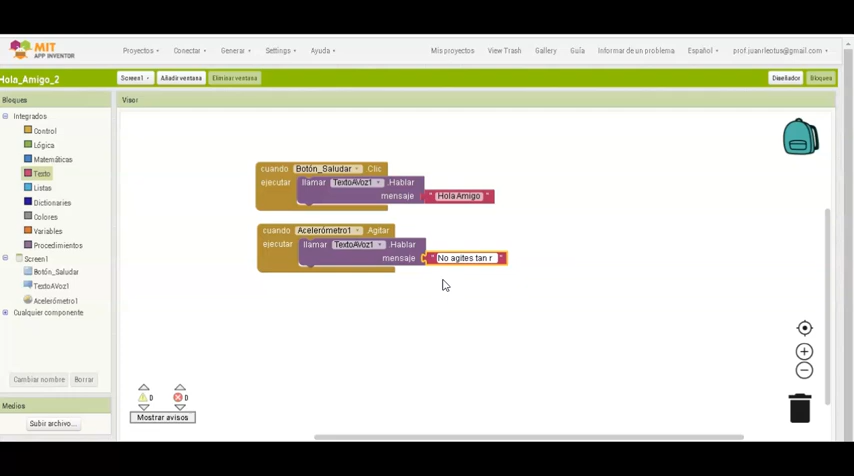 MIT
APP INVENTOR
Proyectos
Conectar
Generar
Settings
Ayuda
Mis proyectos
View Trash
Gallery
Guía
Informar de un problema
Español
prof.juanrleotus@gmail.com
Hola_Amigo_2
Screen1
Añadir ventana
Eliminar ventana
Diseñador
Bloques
Bloques
Visor
Integrados
Control
Lógica
Matemáticas
Texto
Listas
Dictionaries
Colores
Variables
Procedimientos
Screen1
Botón_Saludar
TextoAVoz1
Acelerómetro1
Cualquier componente
Cambiar nombre
Borrar
Medios
Subir archivo...
cuando Botón_Saludar .Clic
ejecutar llamar TextoAVoz1 .Hablar
mensaje " Hola Amigo "
cuando Acelerómetro1 .Agitar
ejecutar llamar TextoAVoz1 .Hablar
mensaje " No agites tan r "
0
0
Mostrar avisos